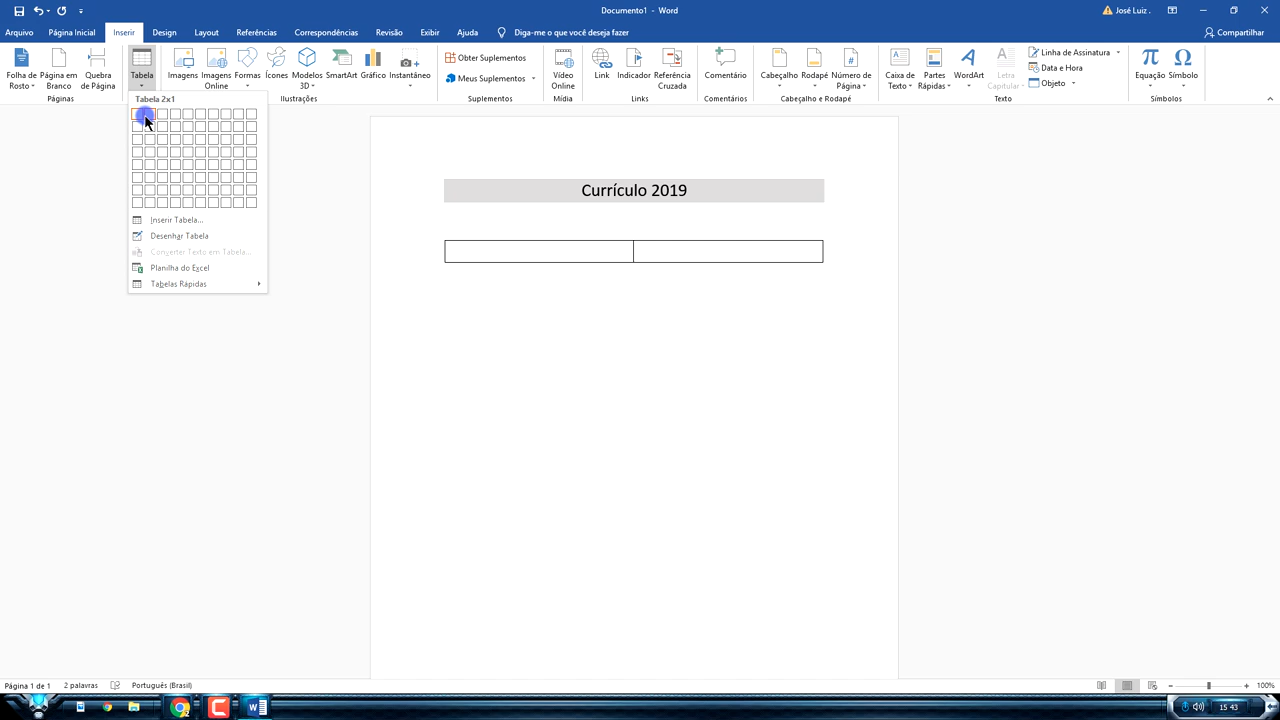 Documento1 - Word
José Luiz .
Arquivo Página Inicial Inserir Design Layout Referências Correspondências Revisão Exibir Ajuda Diga-me o que você deseja fazer Compartilhar
Folha de Rosto
Página em Branco
Quebra de Página
Páginas
Tabela
Imagens
Imagens Online
Formas
Ícones
Modelos 3D
SmartArt
Gráfico
Instantâneo
Ilustrações
Obter Suplementos
Meus Suplementos
Suplementos
Vídeo Online
Mídia
Link
Indicador
Referência Cruzada
Links
Comentário
Comentários
Cabeçalho
Rodapé
Número de Página
Cabeçalho e Rodapé
Caixa de Texto
Partes Rápidas
WordArt
Letra Capitular
Linha de Assinatura
Data e Hora
Objeto
Texto
Equação
Símbolo
Símbolos
Tabela 2x1
Inserir Tabela...
Desenhar Tabela
Converter Texto em Tabela...
Planilha do Excel
Tabelas Rápidas
Currículo 2019
Página 1 de 1 2 palavras Português (Brasil) 100%
15 43